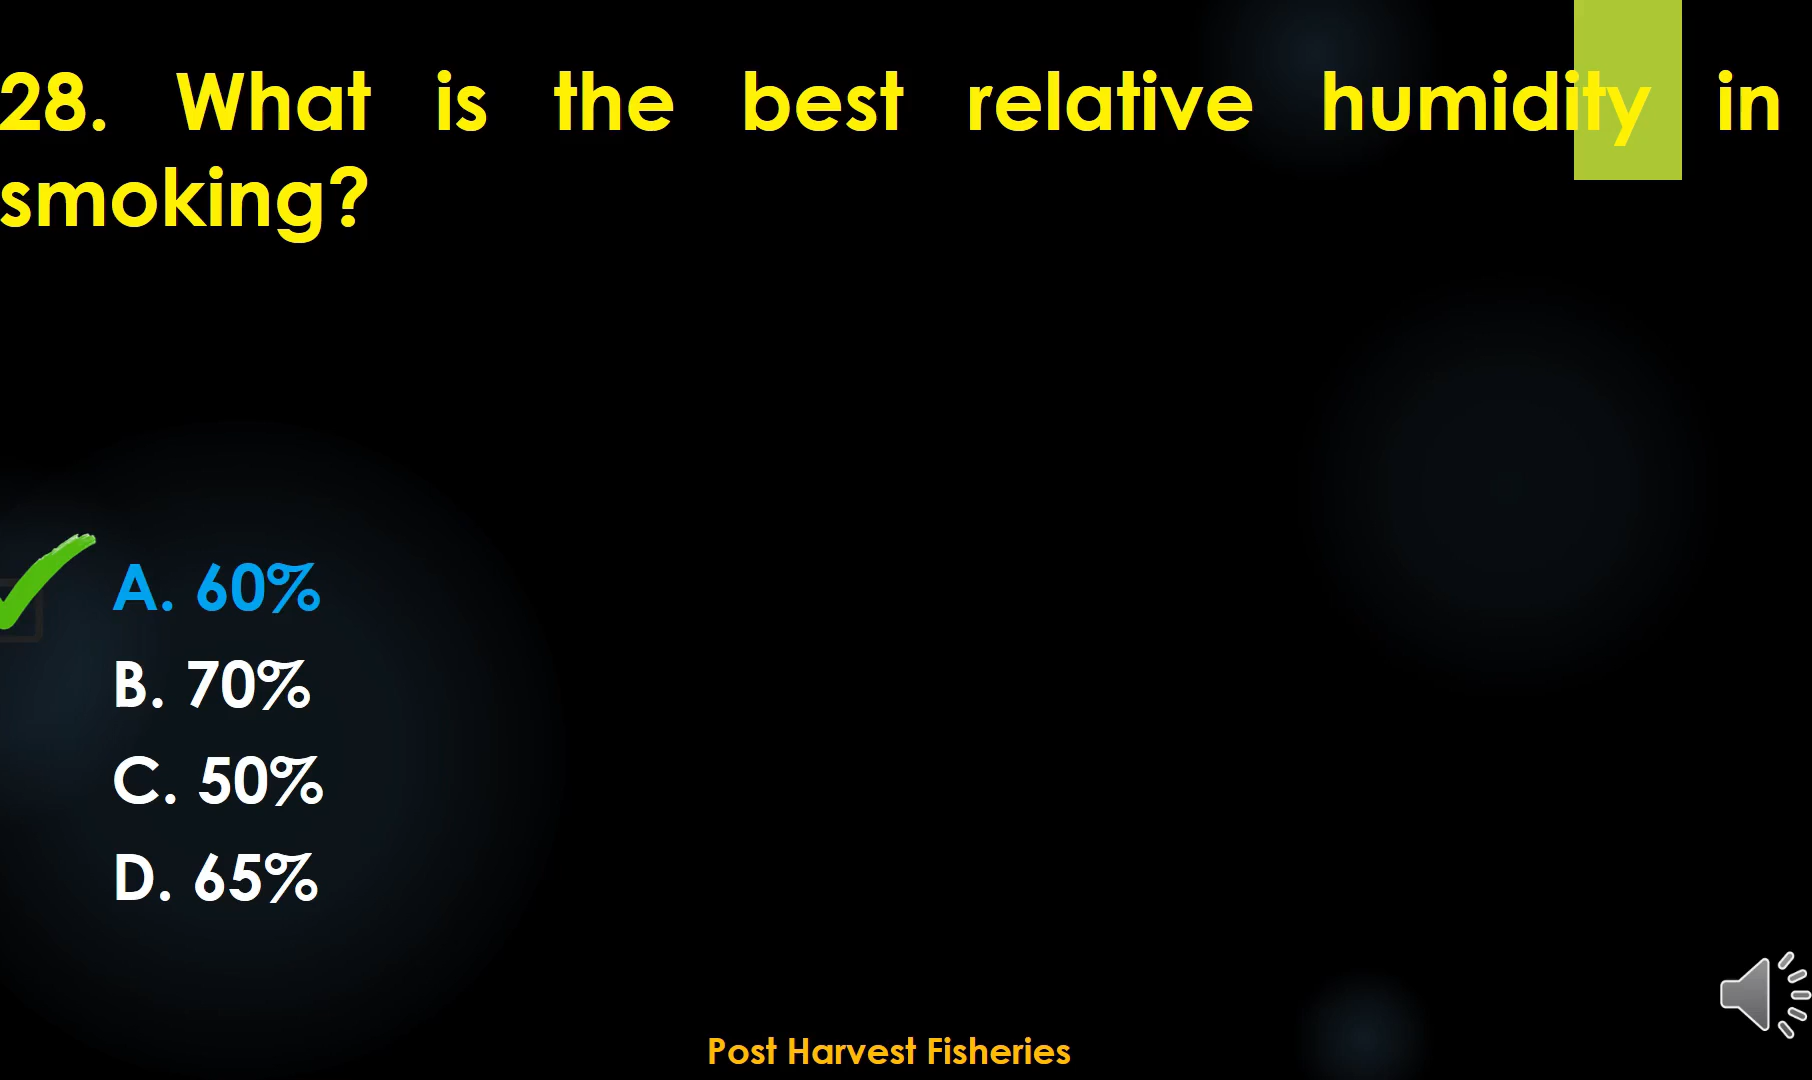 28. What is the best relative humidity in
smoking?
A. 60%
B. 70%
C. 50%
D. 65%
Post Harvest Fisheries